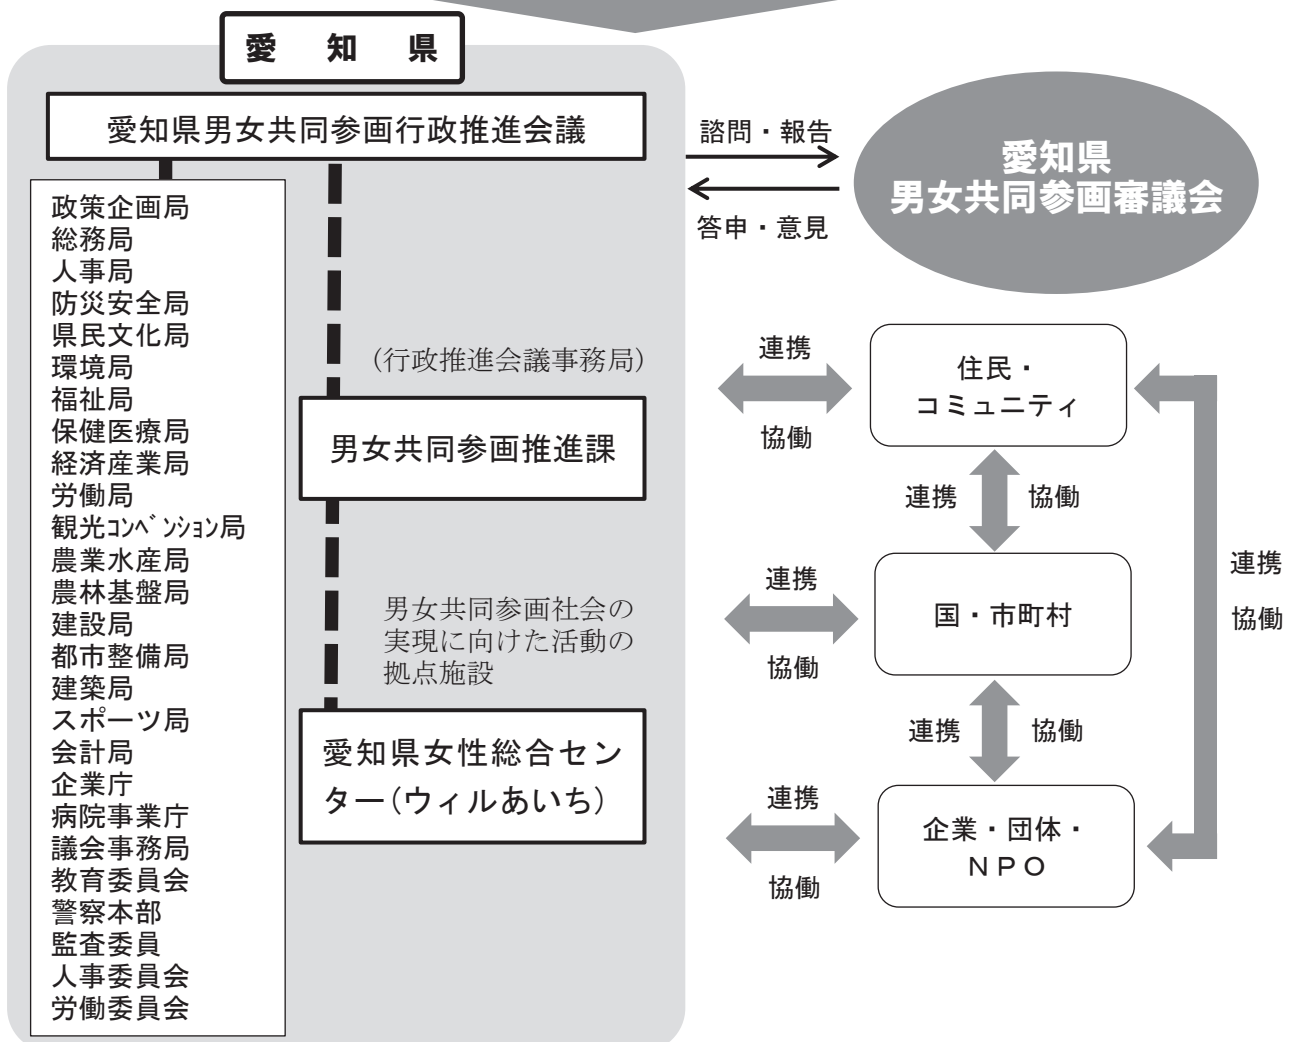 愛知県
愛知県男女共同参画行政推進会議
政策企画局
総務局
人事局
防災安全局
県民文化局
環境局
福祉局
保健医療局
経済産業局
労働局
観光ｺﾝﾍﾞﾝｼｮﾝ局
農業水産局
農林基盤局
建設局
都市整備局
建築局
スポーツ局
会計局
企業庁
病院事業庁
議会事務局
教育委員会
警察本部
監査委員
人事委員会
労働委員会
(行政推進会議事務局)
男女共同参画推進課
男女共同参画社会の
実現に向けた活動の
拠点施設
愛知県女性総合セン
ター(ウィルあいち)
諮問・報告
答申・意見
愛知県
男女共同参画審議会
連携
協働
住民・
コミュニティ
連携 協働
連携
協働
国・市町村
連携
協働
連携 協働
連携
協働
企業・団体・
ＮＰＯ